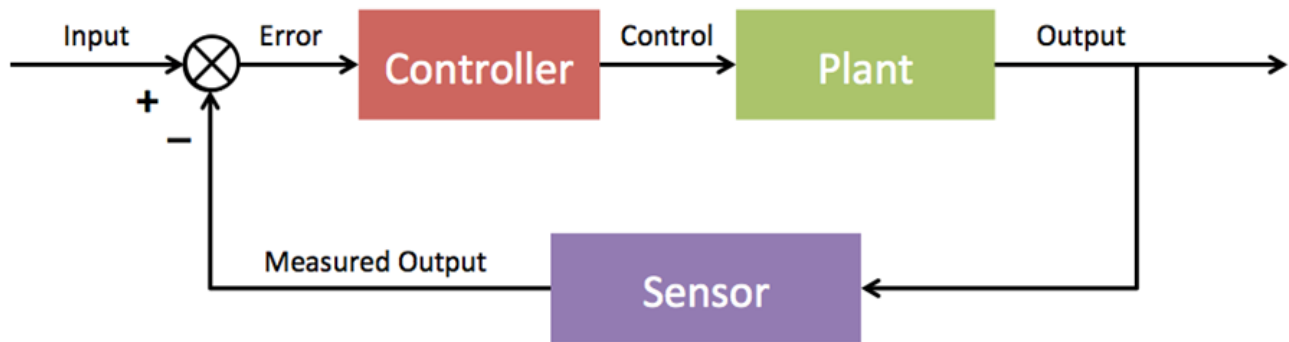 Input
Error
Controller
Control
Plant
Output
+
–
Measured Output
Sensor